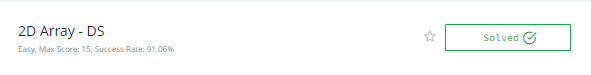 2D Array - DS
Solved
Easy, Max Score: 15, Success Rate: 91.06%